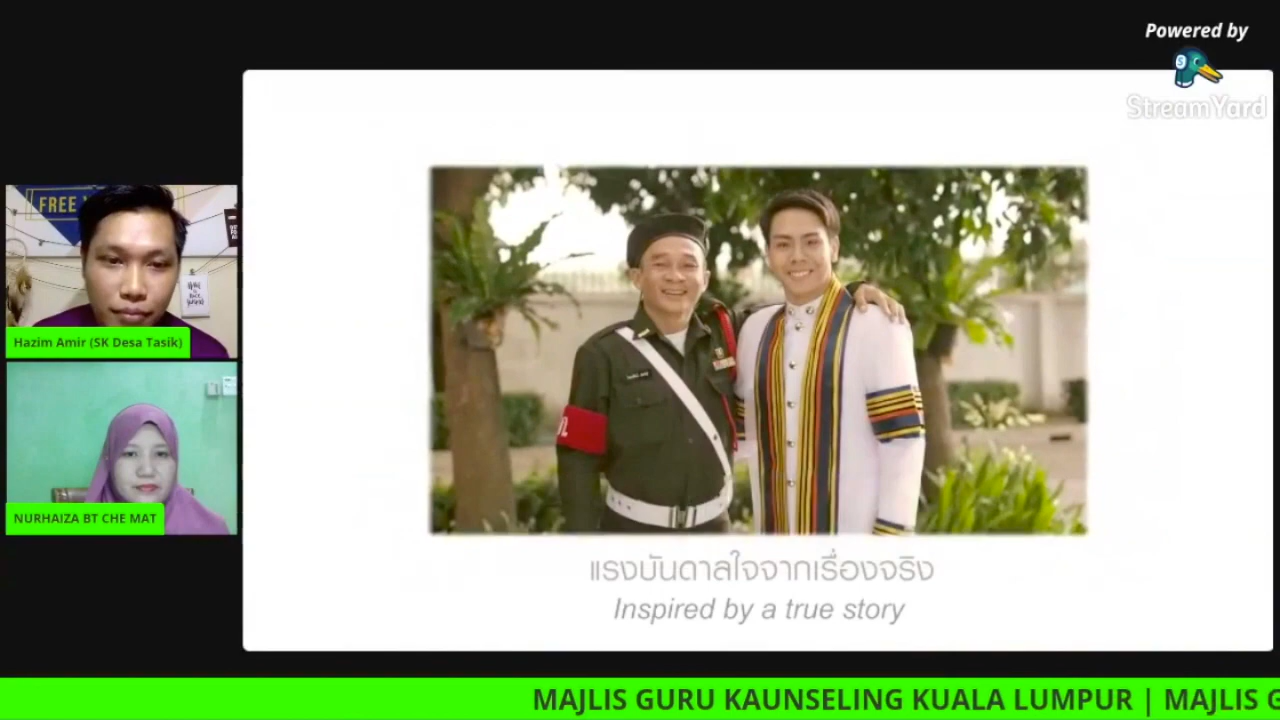 Powered by
StreamYard
FREE
Hazim Amir (SK Desa Tasik)
NURHAIZA BT CHE MAT
แรงบันดาลใจจากเรื่องจริง
Inspired by a true story
MAJLIS GURU KAUNSELING KUALA LUMPUR | MAJLIS G